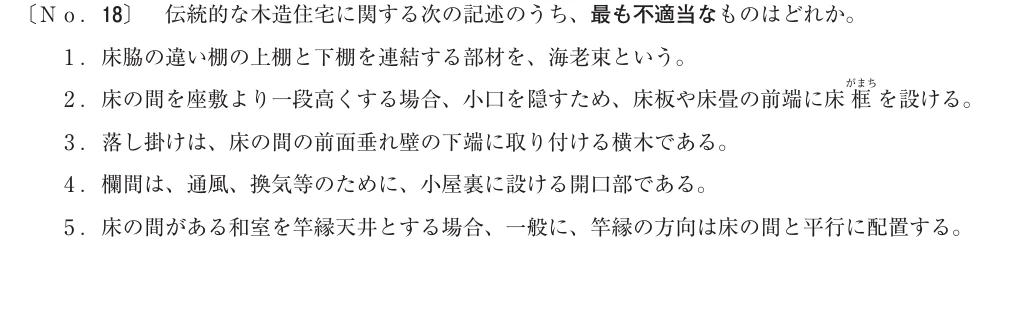 〔Ｎｏ．18〕　伝統的な木造住宅に関する次の記述のうち、最も不適当なものはどれか。
１．床脇の違い棚の上棚と下棚を連結する部材を、海老束という。
がまち
２．床の間を座敷より一段高くする場合、小口を隠すため、床板や床畳の前端に床框を設ける。
３．落し掛けは、床の間の前面垂れ壁の下端に取り付ける横木である。
４．欄間は、通風、換気等のために、小屋裏に設ける開口部である。
５．床の間がある和室を竿縁天井とする場合、一般に、竿縁の方向は床の間と平行に配置する。